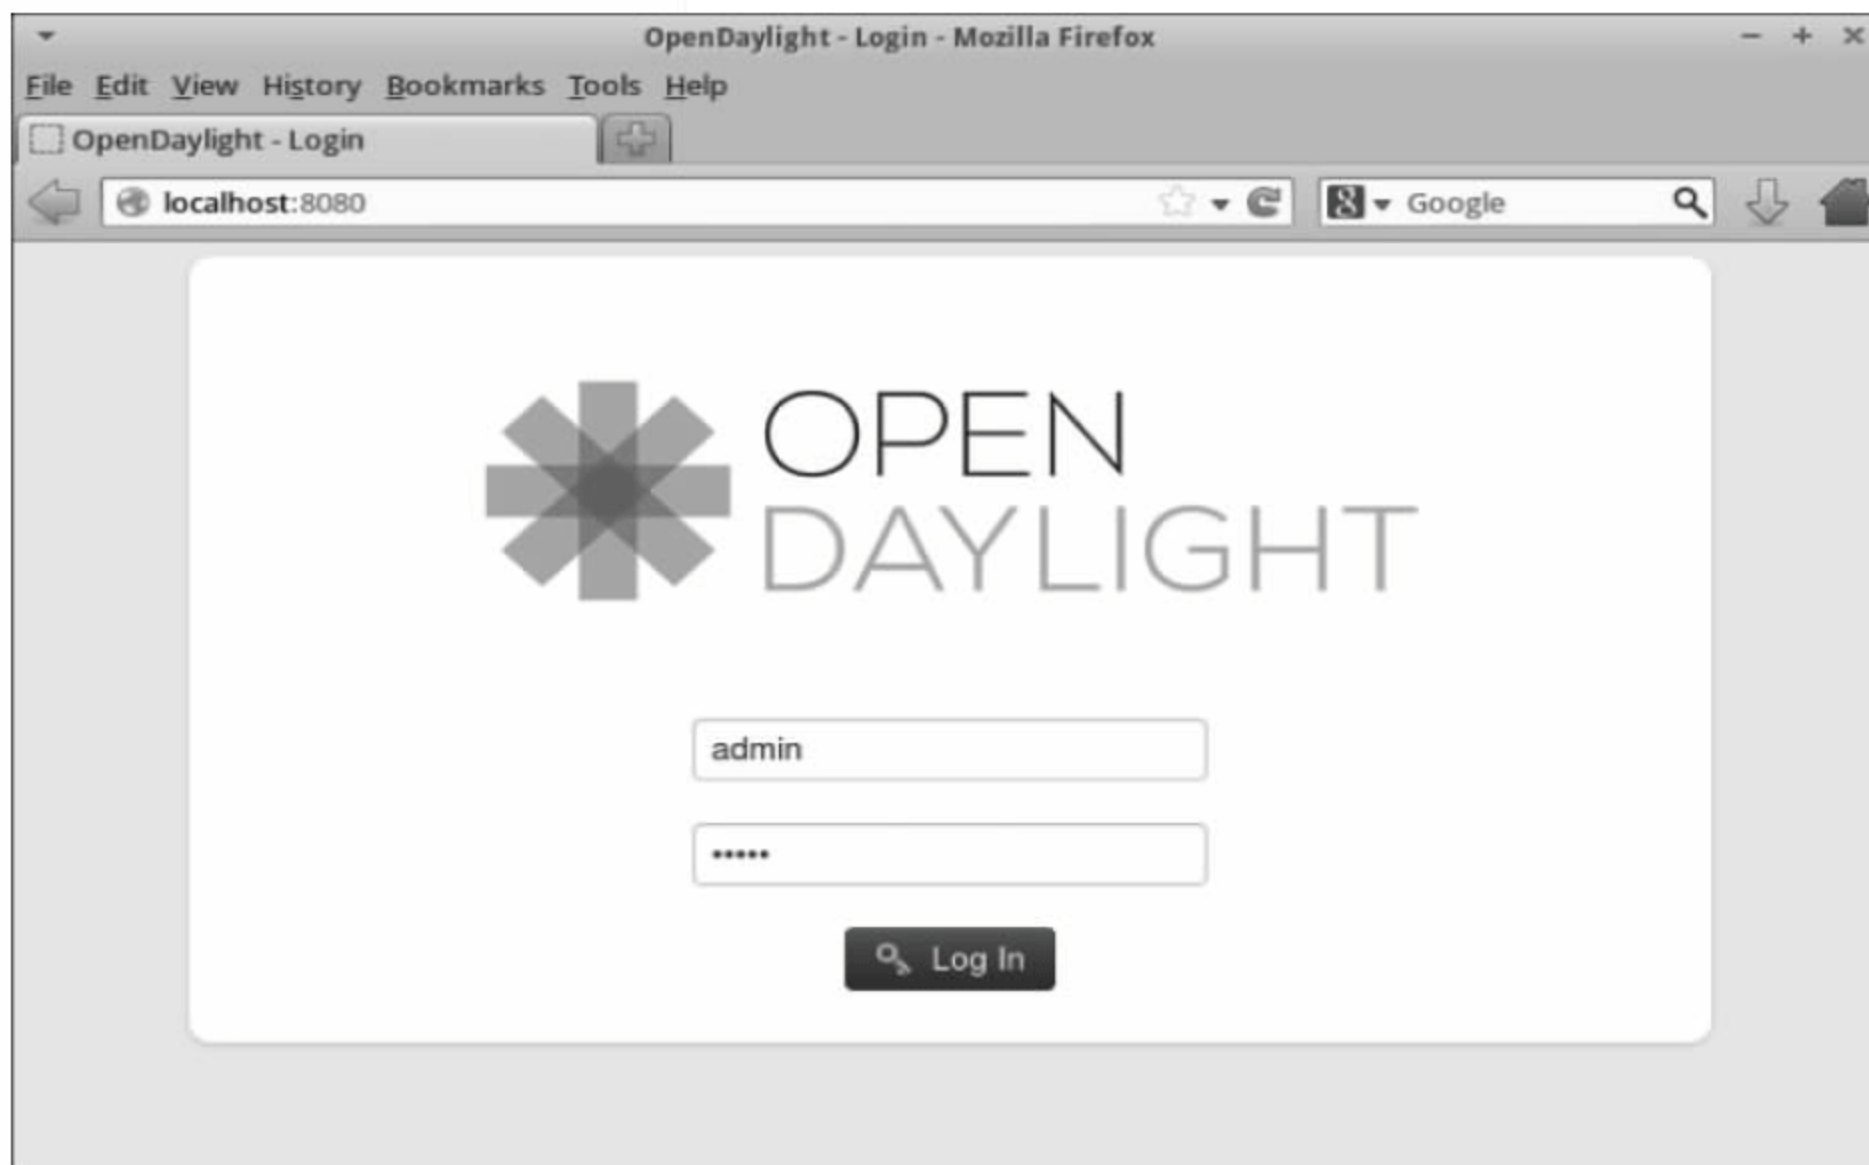 OpenDaylight - Login - Mozilla Firefox
File Edit View History Bookmarks Tools Help
OpenDaylight - Login
localhost:8080
Google
OPEN
DAYLIGHT
admin
•••••
Log In